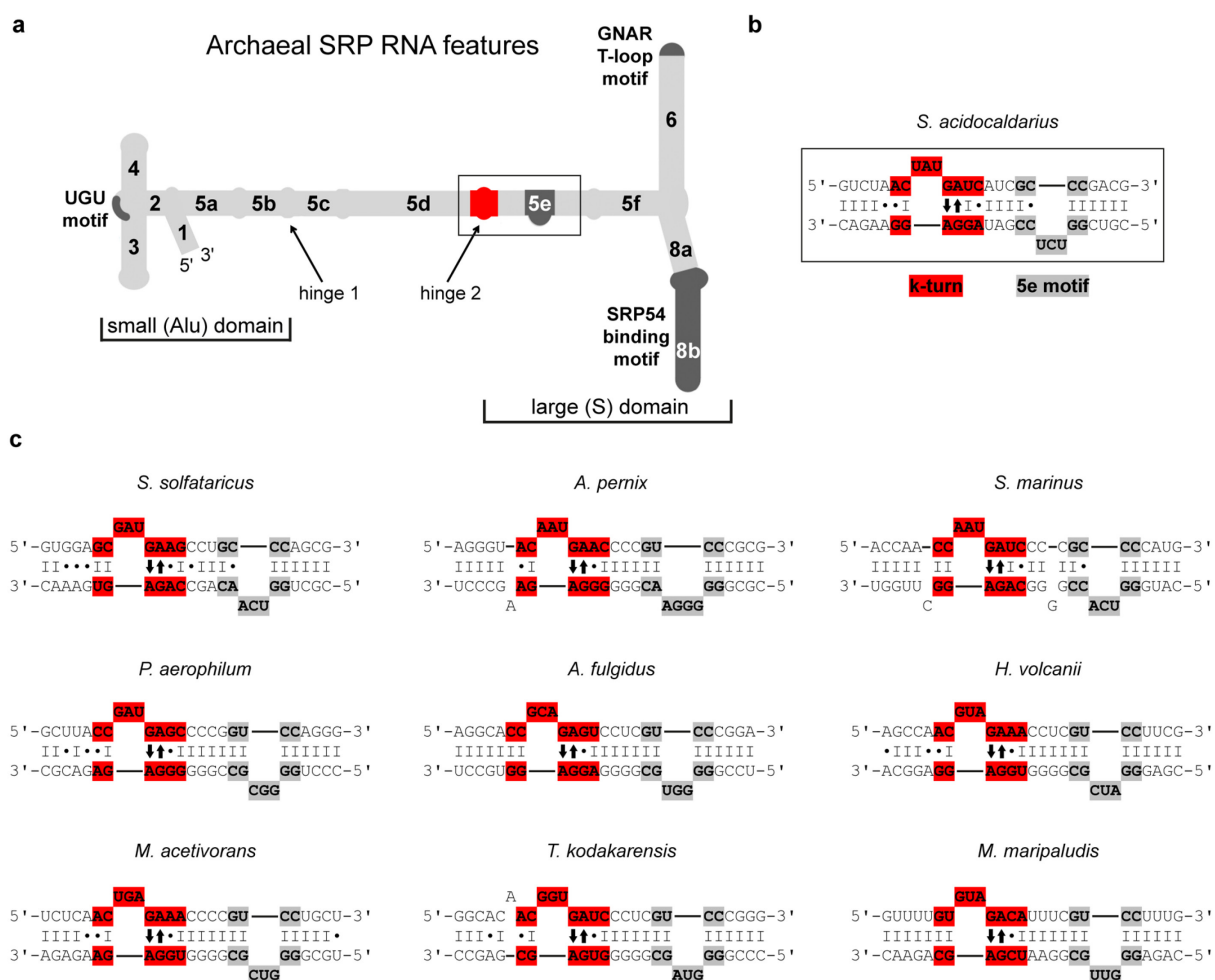 a
Archaeal SRP RNA features
GNAR
T-loop
motif
4
6
UGU
motif
2
5a
5b
5c
5d
5e
5f
3
1
5' 3'
8a
hinge 1
hinge 2
small (Alu) domain
SRP54
binding
motif
8b
large (S) domain
b
S. acidocaldarius
UAU
5'-GUCUAAC GAUCAUCGC CCGACG-3'
3'-CAGAAGG AGGAUAGCC GGCUGC-5'
UCU
k-turn
5e motif
c
S. solfataricus
GAU
5'-GUGGAGC GAAGCCUGC CCAGCG-3'
3'-CAAAGUG AGACCGACA GGUCGC-5'
ACU
A. pernix
AAU
5'-AGGGU-AC GAACCCCGU CCCGCG-3'
3'-UCCCG AG AGGGGGGCA GGGCGC-5'
A
AGGG
S. marinus
AAU
5'-ACCAA-CC GAUCCC-CGC CCCAUG-3'
3'-UGGUU GG AGACGG GCC GGGUAC-5'
C
G
ACU
P. aerophilum
GAU
5'-GCUUACC GAGCCCCGU CCAGGG-3'
3'-CGCAGAG AGGGGGGCCG GGUCCC-5'
CGG
A. fulgidus
GCA
5'-AGGCACC GAGUCCUCGU CCCGGA-3'
3'-UCCGUGG AGGAGGGGCG GGGCCU-5'
UGG
H. volcanii
GUA
5'-AGCCAAC GAAACCUCGU CCUUCG-3'
3'-ACGGAGG AGGUGGGGCG GGGAGC-5'
CUA
M. acetivorans
UGA
5'-UCUCAAC GAAACCCCGU CCUGCU-3'
3'-AGAGAAG AGGUGGGGCG GGGCGU-5'
CUG
T. kodakarensis
A
GGU
5'-GGCAC AC GAUCCCUCGU CCCGGG-3'
3'-CCGAG-CG AGUGGGGGCG GGGCCC-5'
AUG
M. maripaludis
GUA
5'-GUUUUGU GACAUUUCGU CCUUUG-3'
3'-CAAGACG AGCUAAGGCG GGAGAC-5'
UUG